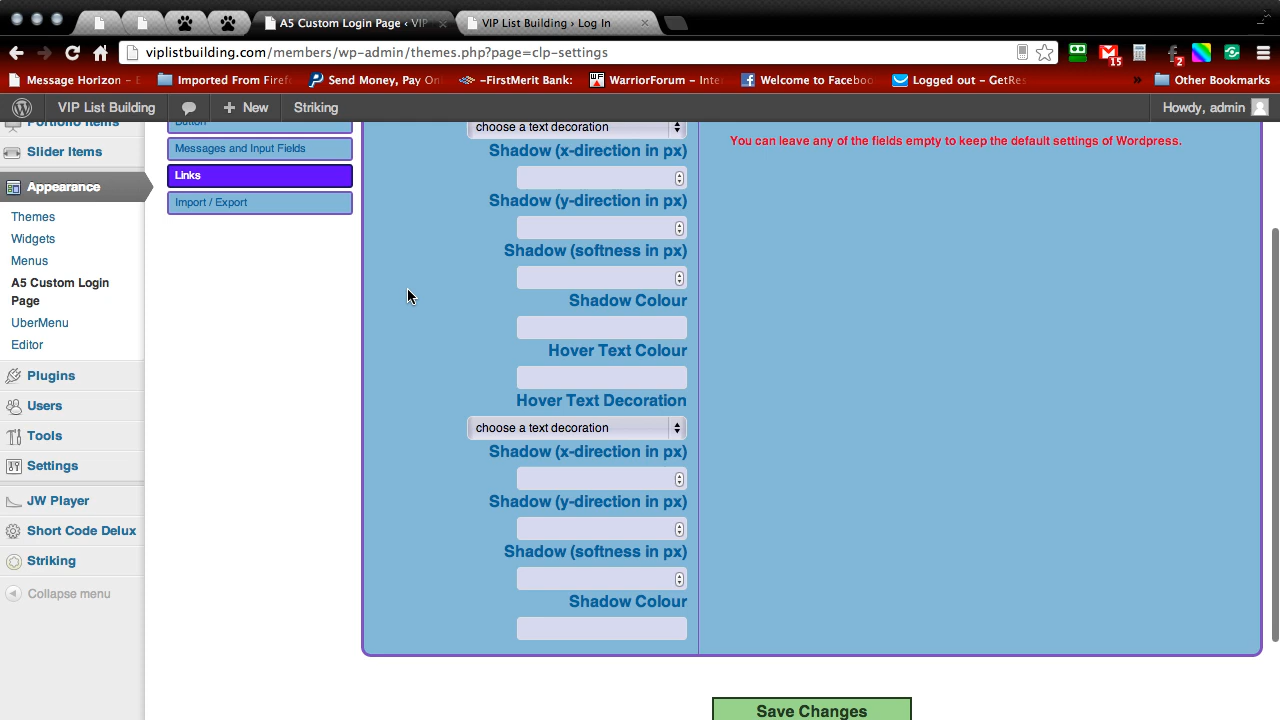 A5 Custom Login Page ‹ VIP
VIP List Building › Log In
viplistbuilding.com/members/wp-admin/themes.php?page=clp-settings
15
2
Message Horizon – E
Imported From Firef
Send Money, Pay On
~FirstMerit Bank:
WarriorForum – Inte
Welcome to Faceboo
Logged out – GetRes
»
Other Bookmarks
VIP List Building
+ New
Striking
Howdy, admin
Portfolio Items
Slider Items
Appearance
Themes
Widgets
Menus
A5 Custom Login
Page
UberMenu
Editor
Plugins
Users
Tools
Settings
JW Player
Short Code Delux
Striking
Collapse menu
Button
Messages and Input Fields
Links
Import / Export
choose a text decoration
Shadow (x-direction in px)
Shadow (y-direction in px)
Shadow (softness in px)
Shadow Colour
Hover Text Colour
Hover Text Decoration
choose a text decoration
Shadow (x-direction in px)
Shadow (y-direction in px)
Shadow (softness in px)
Shadow Colour
You can leave any of the fields empty to keep the default settings of Wordpress.
Save Changes